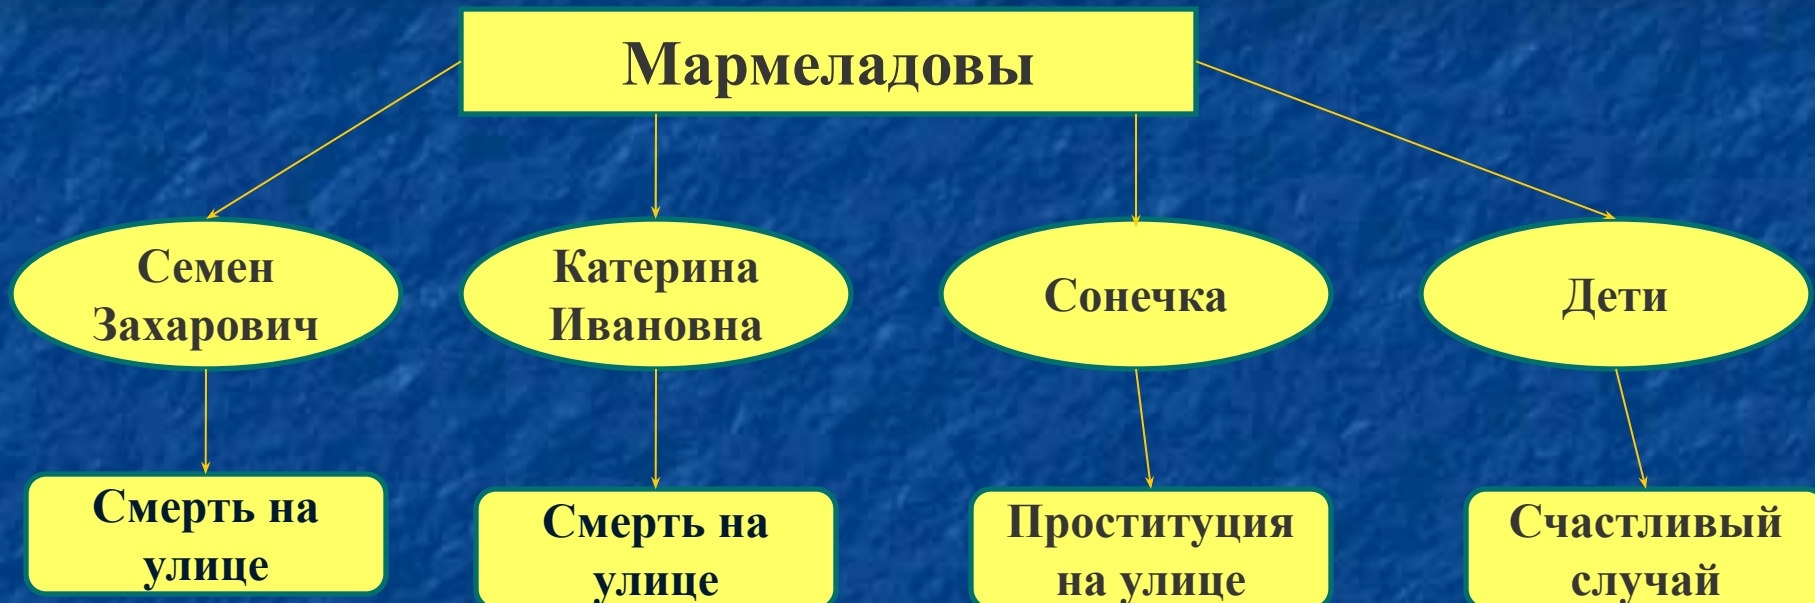 Мармеладовы
Семен
Захарович
Катерина
Ивановна
Сонечка
Дети
Смерть на
улице
Смерть на
улице
Проституция
на улице
Счастливый
случай